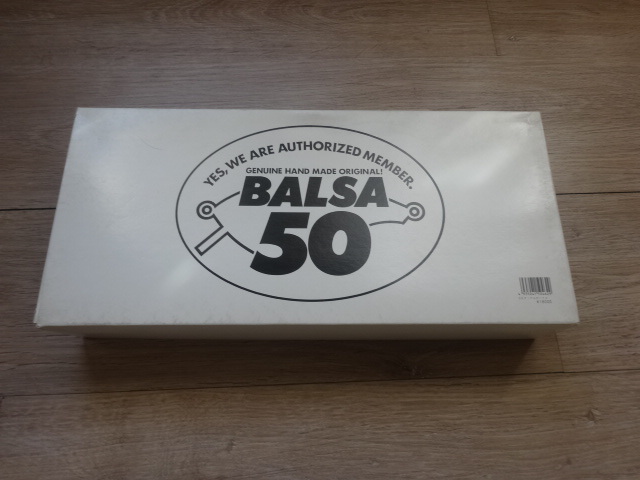 YES, WE ARE AUTHORIZED MEMBER.
GENUINE HAND MADE ORIGINAL!
BALSA
50